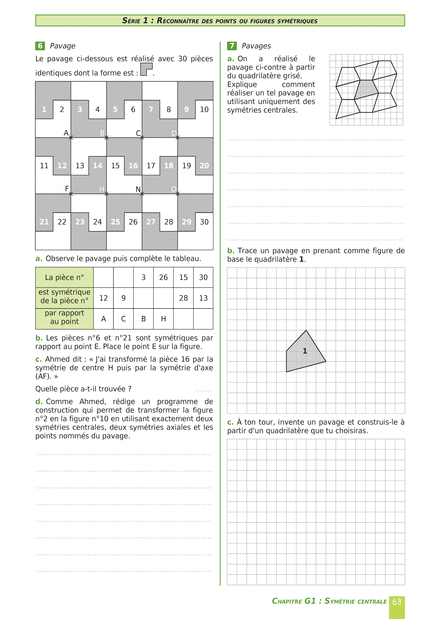 SÉRIE 1 : RECONNAÎTRE DES POINTS OU FIGURES SYMÉTRIQUES
6 Pavage
Le pavage ci-dessous est réalisé avec 30 pièces
identiques dont la forme est : .
1 2 3 4 5 6 7 8 9 10
A B C D
11 12 13 14 15 16 17 18 19 20
F H N O
21 22 23 24 25 26 27 28 29 30
a. Observe le pavage puis complète le tableau.
La pièce n° 3 26 15 30
est symétrique
de la pièce n° 12 9 28 13
par rapport
au point A C B H
b. Les pièces n°6 et n°21 sont symétriques par
rapport au point E. Place le point E sur la figure.
c. Ahmed dit : « J'ai transformé la pièce 16 par la
symétrie de centre H puis par la symétrie d'axe
(AF). »
Quelle pièce a-t-il trouvée ? ........
d. Comme Ahmed, rédige un programme de
construction qui permet de transformer la figure
n°2 en la figure n°10 en utilisant exactement deux
symétries centrales, deux symétries axiales et les
points nommés du pavage.
7 Pavages
a. On a réalisé le
pavage ci-contre à partir
du quadrilatère grisé.
Explique comment
réaliser un tel pavage en
utilisant uniquement des
symétries centrales.
b. Trace un pavage en prenant comme figure de
base le quadrilatère 1.
1
c. À ton tour, invente un pavage et construis-le à
partir d'un quadrilatère que tu choisiras.
CHAPITRE G1 : SYMÉTRIE CENTRALE 63